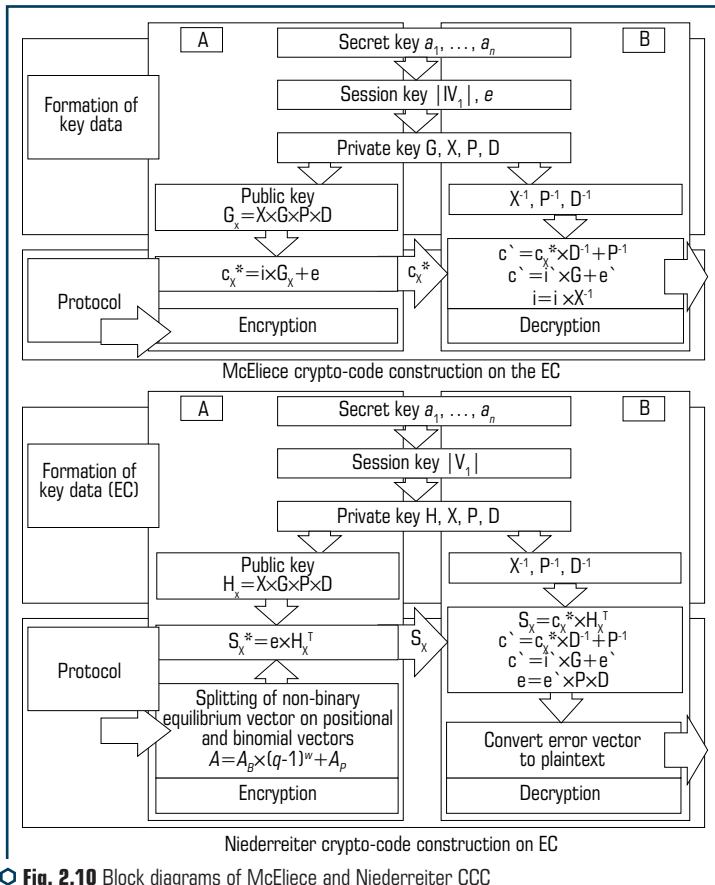 A
Secret key a₁, …, aₙ
B
Formation of
key data
Session key |IV₁|, e
Private key G, X, P, D
Public key
Gₓ=X×G×P×D
X⁻¹, P⁻¹, D⁻¹
Protocol
cₓ*=i×Gₓ+e
cₓ*
c`=cₓ*×D⁻¹+P⁻¹
c`=i`×G+e`
i=i`×X⁻¹
Encryption
Decryption
McEliece crypto-code construction on the EC
A
Secret key a₁, …, aₙ
B
Formation of
key data (EC)
Session key |V₁|
Private key H, X, P, D
Public key
Hₓ=X×G×P×D
X⁻¹, P⁻¹, D⁻¹
Protocol
Sₓ*=e×Hₓᵀ
Sₓ
Sₓ=cₓ*×Hₓᵀ
c`=cₓ*×D⁻¹+P⁻¹
c`=i`×G+e`
e=e`×P×D
Splitting of non-binary
equilibrium vector on positional
and binomial vectors
A=A_B×(q-1)ʷ+A_P
Convert error vector
to plaintext
Encryption
Decryption
Niederreiter crypto-code construction on EC
Fig. 2.10 Block diagrams of McEliece and Niederreiter CCC